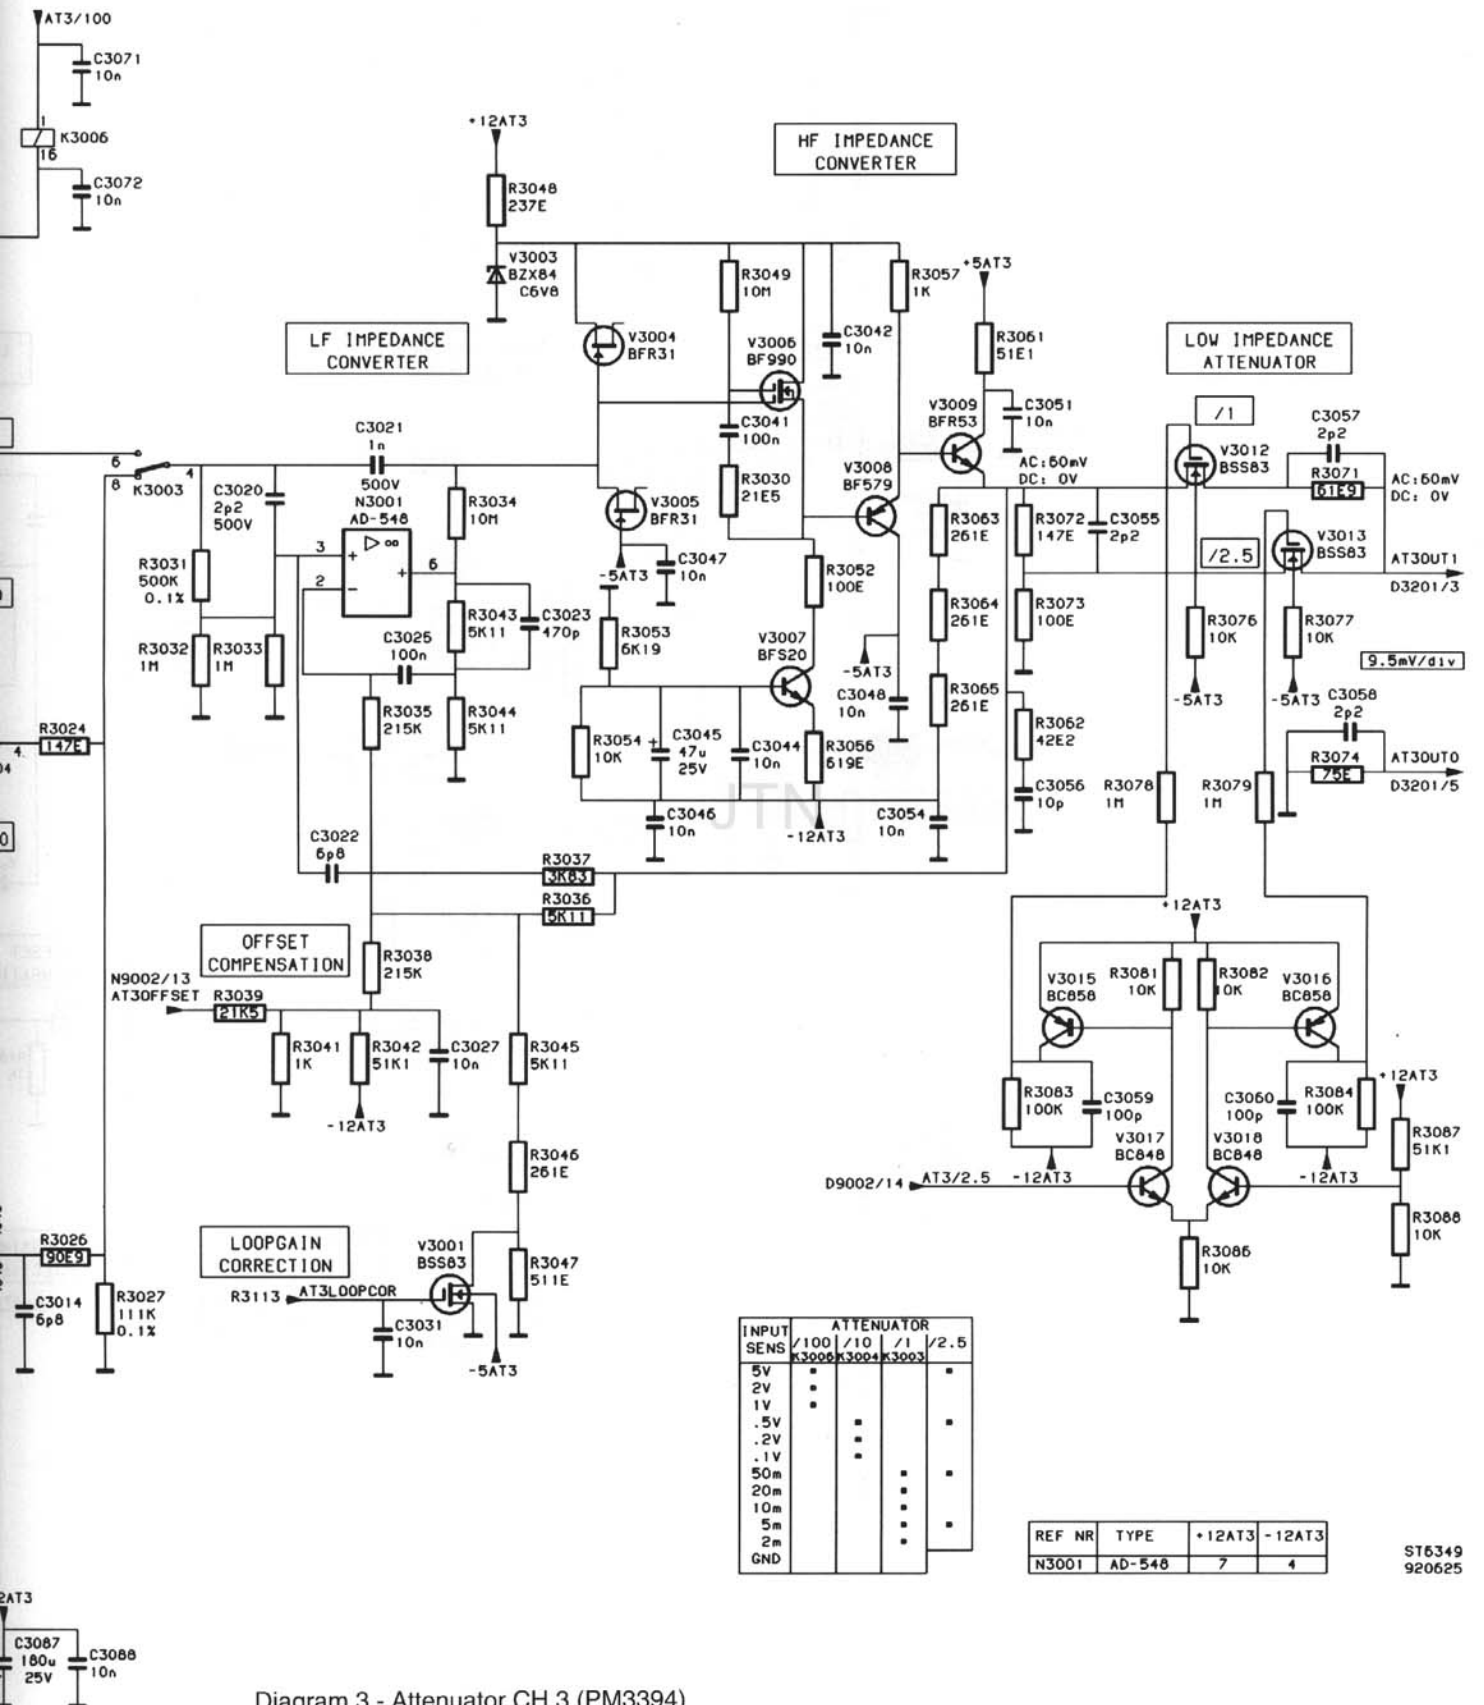 AT3/100
C3071
10n
1
K3006
16
C3072
10n
+12AT3
R3048
237E
V3003
BZX84
C6V8
HF IMPEDANCE
CONVERTER
LF IMPEDANCE
CONVERTER
LOW IMPEDANCE
ATTENUATOR
V3004
BFR31
R3049
10M
V3006
BF990
C3042
10n
R3057
1K
+5AT3
R3061
51E1
V3009
BFR53
C3051
10n
/1
C3057
2p2
V3012
BSS83
R3071
61E9
AC:60mV
DC: 0V
6
8
4
K3003
C3021
1n
500V
C3020
2p2
500V
N3001
AD-548
R3034
10M
C3041
100n
R3030
21E5
V3005
BFR31
V3008
BF579
AC:60mV
DC: 0V
R3063
261E
R3072
147E
C3055
2p2
V3013
BSS83
/2.5
AT3OUT1
D3201/3
R3031
500K
0.1%
3
2
6
-5AT3
C3047
10n
R3052
100E
R3032
1M
R3033
1M
C3025
100n
R3043
5K11
C3023
470p
R3053
6K19
V3007
BFS20
-5AT3
R3064
261E
R3073
100E
R3076
10K
R3077
10K
9.5mV/div
R3024
147E
4
04
R3035
215K
R3044
5K11
R3054
10K
+
C3045
47u
25V
C3044
10n
R3056
619E
C3048
10n
R3065
261E
R3062
42E2
-5AT3
-5AT3
C3058
2p2
R3074
75E
AT3OUT0
D3201/5
R3078
1M
R3079
1M
C3056
10p
C3046
10n
JTN
-12AT3
C3054
10n
0
C3022
6p8
R3037
3K83
R3036
5K11
OFFSET
COMPENSATION
R3038
215K
N9002/13
AT3OFFSET
R3039
21K5
R3041
1K
R3042
51K1
C3027
10n
R3045
5K11
-12AT3
+12AT3
V3015
BC858
R3081
10K
R3082
10K
V3016
BC858
R3083
100K
C3059
100p
C3060
100p
R3084
100K
+12AT3
R3087
51K1
V3017
BC848
V3018
BC848
R3046
261E
D9002/14
AT3/2.5
-12AT3
-12AT3
R3088
10K
R3086
10K
R3026
90E9
LOOPGAIN
CORRECTION
V3001
BSS83
R3047
511E
R3113
AT3LOOPCOR
C3014
6p8
R3027
111K
0.1%
C3031
10n
-5AT3
INPUT
SENS
ATTENUATOR
/100 /10 /1 /2.5
K3006 K3004 K3003
5V
2V
1V
.5V
.2V
.1V
50m
20m
10m
5m
2m
GND
REF NR TYPE +12AT3 -12AT3
N3001 AD-548 7 4
ST6349
920625
2AT3
C3087
180u
25V
C3088
10n
Diagram 3 - Attenuator CH 3 (PM3394)